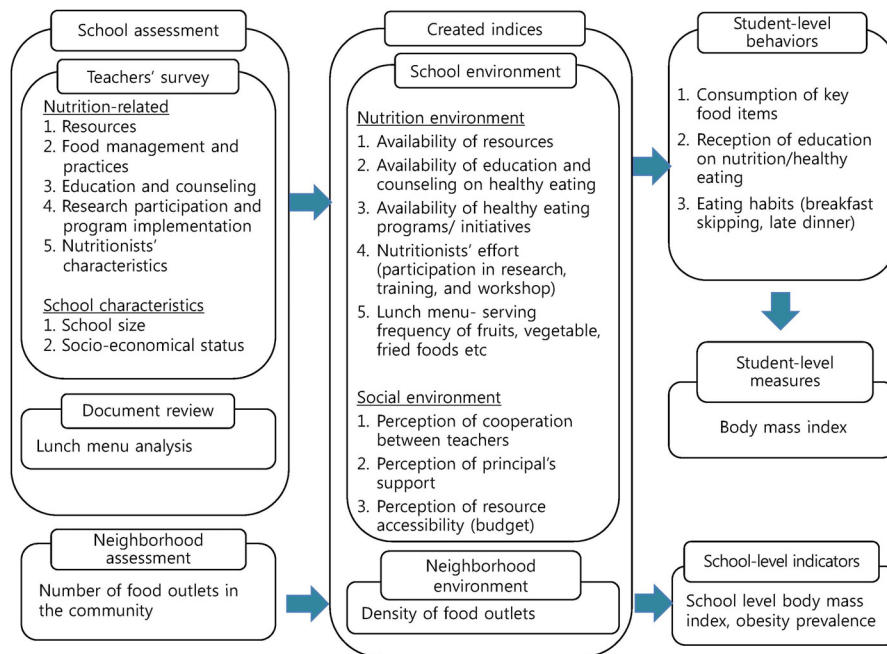 School assessment
Teachers' survey
Nutrition-related
1. Resources
2. Food management and
practices
3. Education and counseling
4. Research participation and
program implementation
5. Nutritionists'
characteristics
School characteristics
1. School size
2. Socio-economical status
Document review
Lunch menu analysis
Neighborhood
assessment
Number of food outlets in
the community
Created indices
School environment
Nutrition environment
1. Availability of resources
2. Availability of education and
counseling on healthy eating
3. Availability of healthy eating
programs/ initiatives
4. Nutritionists' effort
(participation in research,
training, and workshop)
5. Lunch menu- serving
frequency of fruits, vegetable,
fried foods etc
Social environment
1. Perception of cooperation
between teachers
2. Perception of principal's
support
3. Perception of resource
accessibility (budget)
Neighborhood
environment
Density of food outlets
Student-level
behaviors
1. Consumption of key
food items
2. Reception of education
on nutrition/healthy
eating
3. Eating habits (breakfast
skipping, late dinner)
Student-level
measures
Body mass index
School-level indicators
School level body mass
index, obesity prevalence